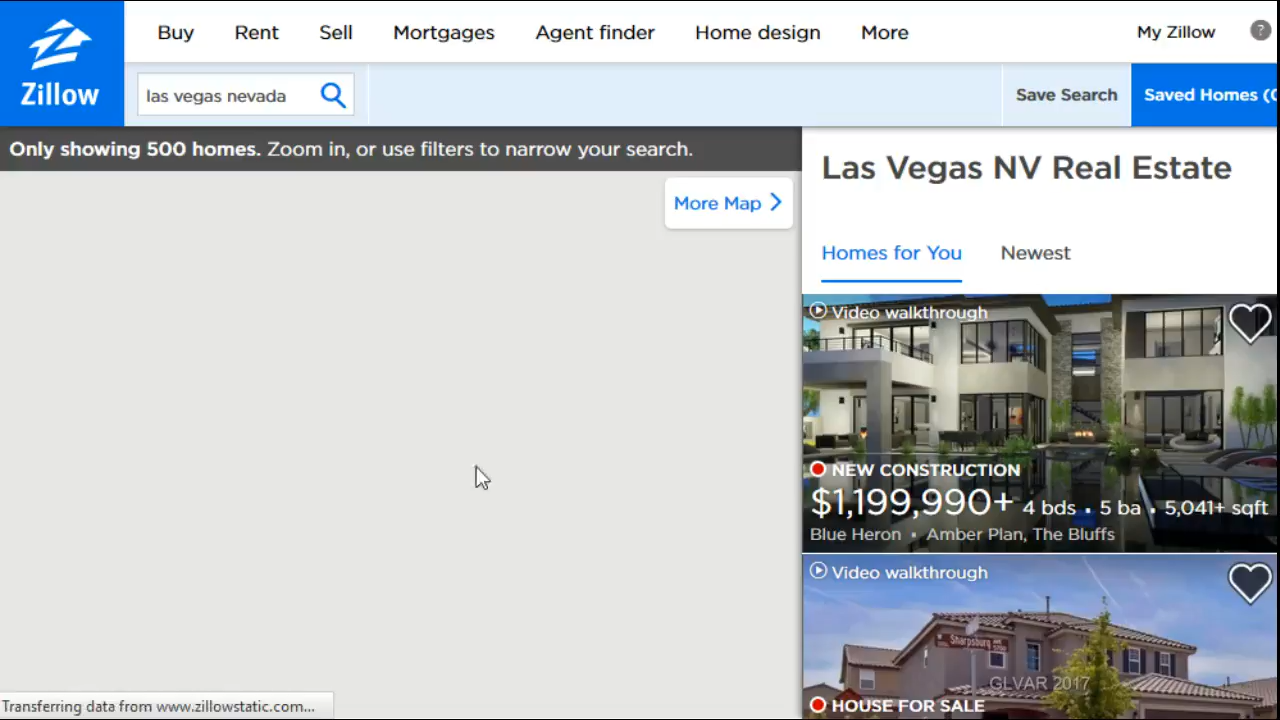 Buy Rent Sell Mortgages Agent finder Home design More My Zillow ?
Zillow
las vegas nevada
Save Search
Saved Homes (
Only showing 500 homes. Zoom in, or use filters to narrow your search.
More Map
Las Vegas NV Real Estate
Homes for You Newest
Video walkthrough
NEW CONSTRUCTION
$1,199,990+ 4 bds • 5 ba • 5,041+ sqft
Blue Heron • Amber Plan, The Bluffs
Video walkthrough
Sharpsburg
GLVAR 2017
HOUSE FOR SALE
Transferring data from www.zillowstatic.com...